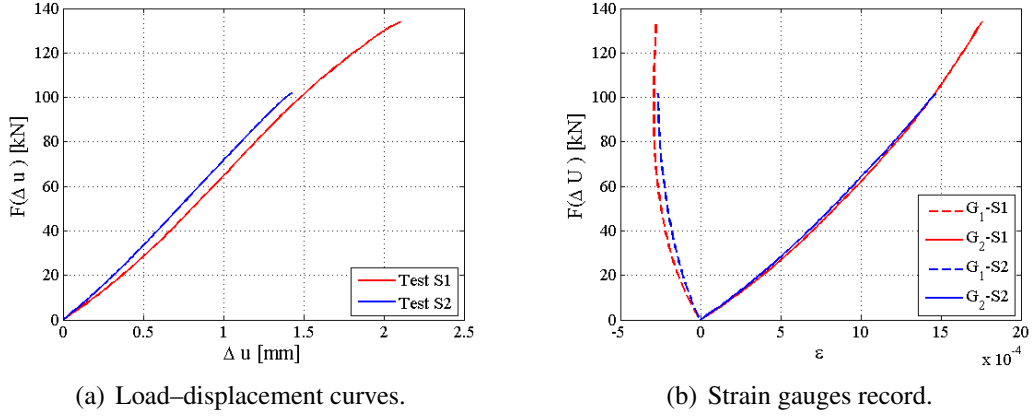 140
120
100
80
60
40
20
0
F(Δ u ) [kN]
0 0.5 1 1.5 2 2.5
Δ u [mm]
Test S1
Test S2
(a) Load–displacement curves.
140
120
100
80
60
40
20
0
F(Δ U ) [kN]
-5 0 5 10 15 20
x 10⁻⁴
ε
G₁-S1
G₂-S1
G₁-S2
G₂-S2
(b) Strain gauges record.